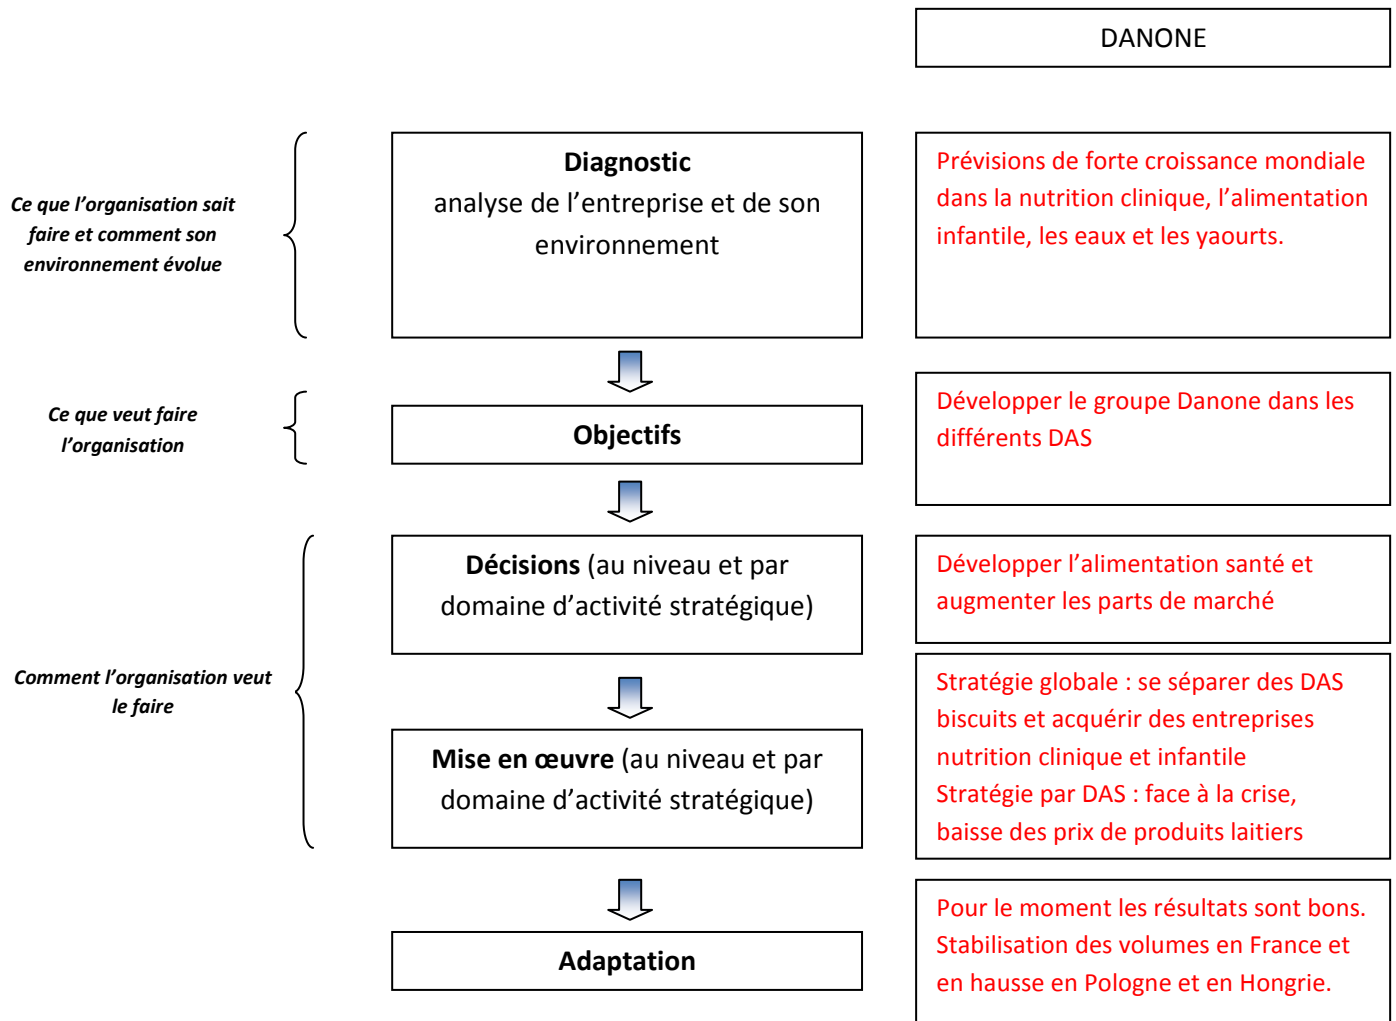 DANONE
Ce que l’organisation sait
faire et comment son
environnement évolue
Diagnostic
analyse de l’entreprise et de son
environnement
Prévisions de forte croissance mondiale
dans la nutrition clinique, l’alimentation
infantile, les eaux et les yaourts.
Ce que veut faire
l’organisation
Objectifs
Développer le groupe Danone dans les
différents DAS
Comment l’organisation veut
le faire
Décisions (au niveau et par
domaine d’activité stratégique)
Développer l’alimentation santé et
augmenter les parts de marché
Mise en œuvre (au niveau et par
domaine d’activité stratégique)
Stratégie globale : se séparer des DAS
biscuits et acquérir des entreprises
nutrition clinique et infantile
Stratégie par DAS : face à la crise,
baisse des prix de produits laitiers
Adaptation
Pour le moment les résultats sont bons.
Stabilisation des volumes en France et
en hausse en Pologne et en Hongrie.